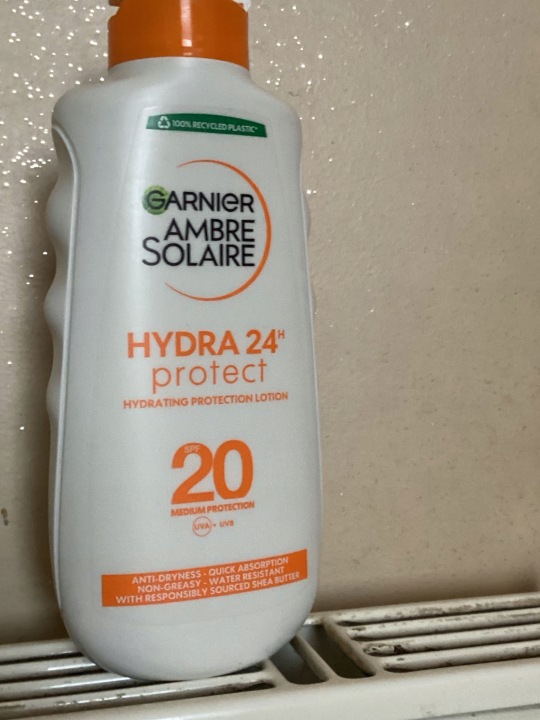 100% RECYCLED PLASTIC*
GARNIER
AMBRE
SOLAIRE
HYDRA 24H
protect
HYDRATING PROTECTION LOTION
SPF
20
MEDIUM PROTECTION
UVA + UVB
ANTI-DRYNESS - QUICK ABSORPTION
NON-GREASY - WATER RESISTANT
WITH RESPONSIBLY SOURCED SHEA BUTTER